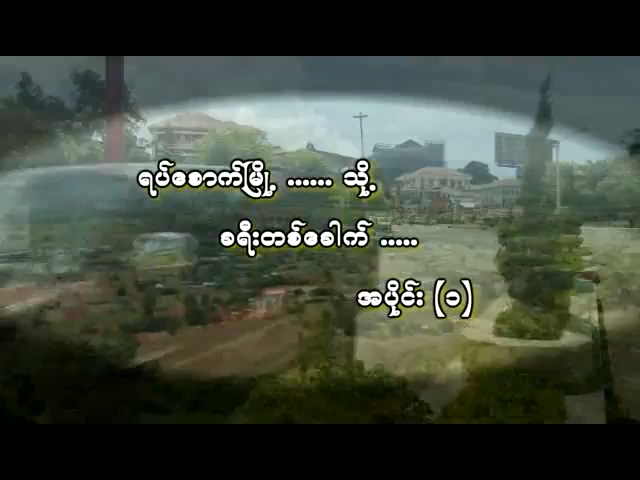 ရပ်စောက်မြို့ ...... သို့
ခရီးတစ်ခေါက် .....
အပိုင်း (၁)